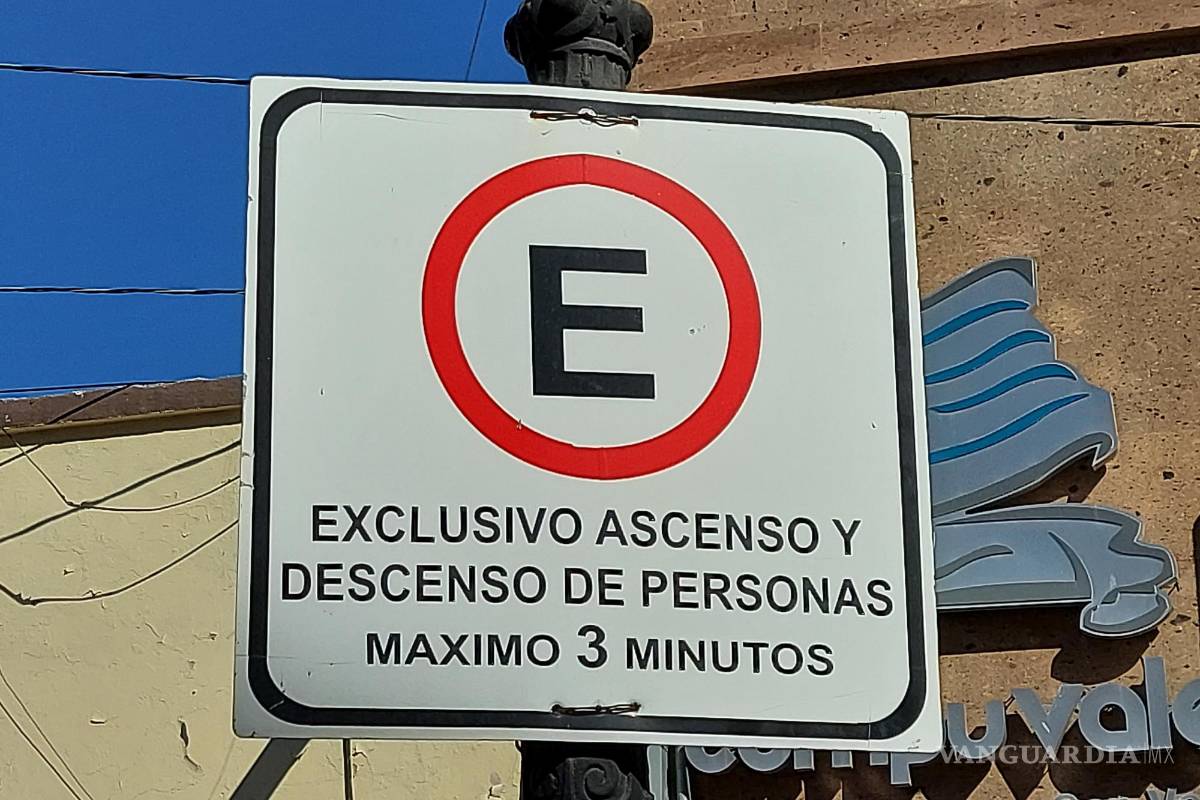 E
EXCLUSIVO ASCENSO Y
DESCENSO DE PERSONAS
MAXIMO 3 MINUTOS
VANGUARDIA MX